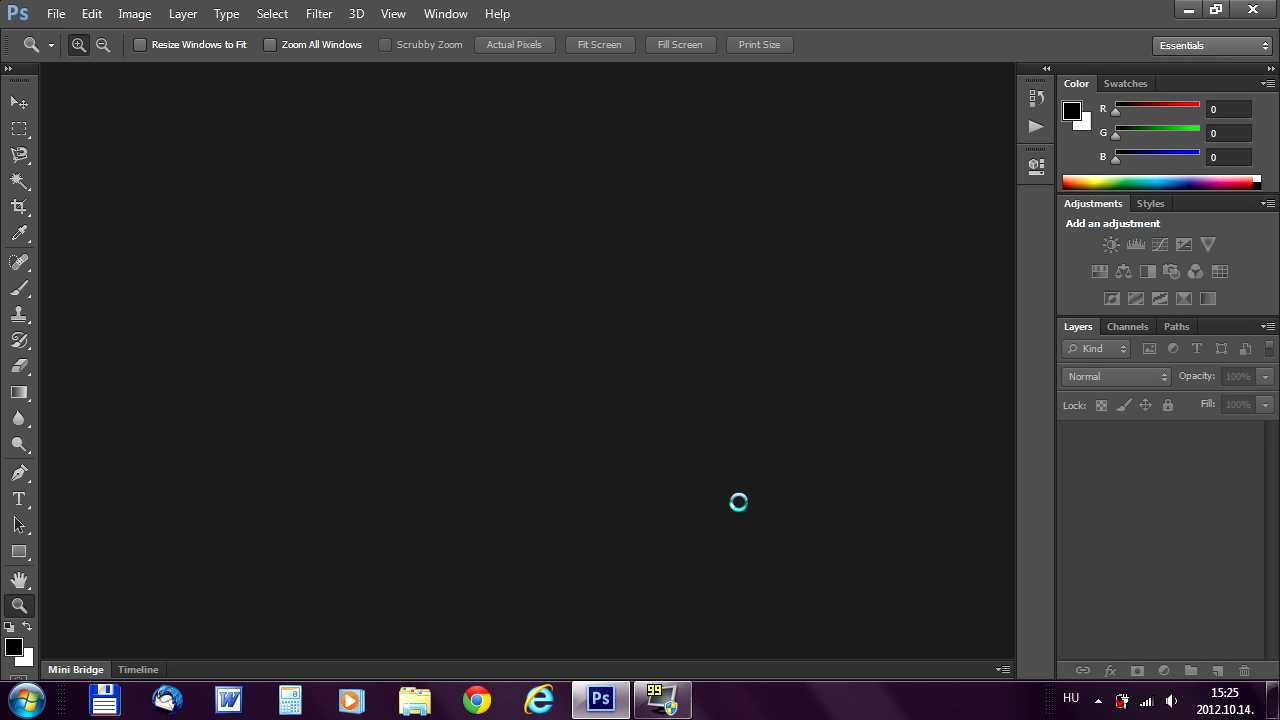 Ps File Edit Image Layer Type Select Filter 3D View Window Help
Resize Windows to Fit Zoom All Windows Scrubby Zoom Actual Pixels Fit Screen Fill Screen Print Size Essentials
Color Swatches
R 0
G 0
B 0
Adjustments Styles
Add an adjustment
Layers Channels Paths
Kind T
Normal Opacity: 100%
Lock: Fill: 100%
T
fx
Mini Bridge Timeline
W Ps 99 HU 15:25
2012.10.14.